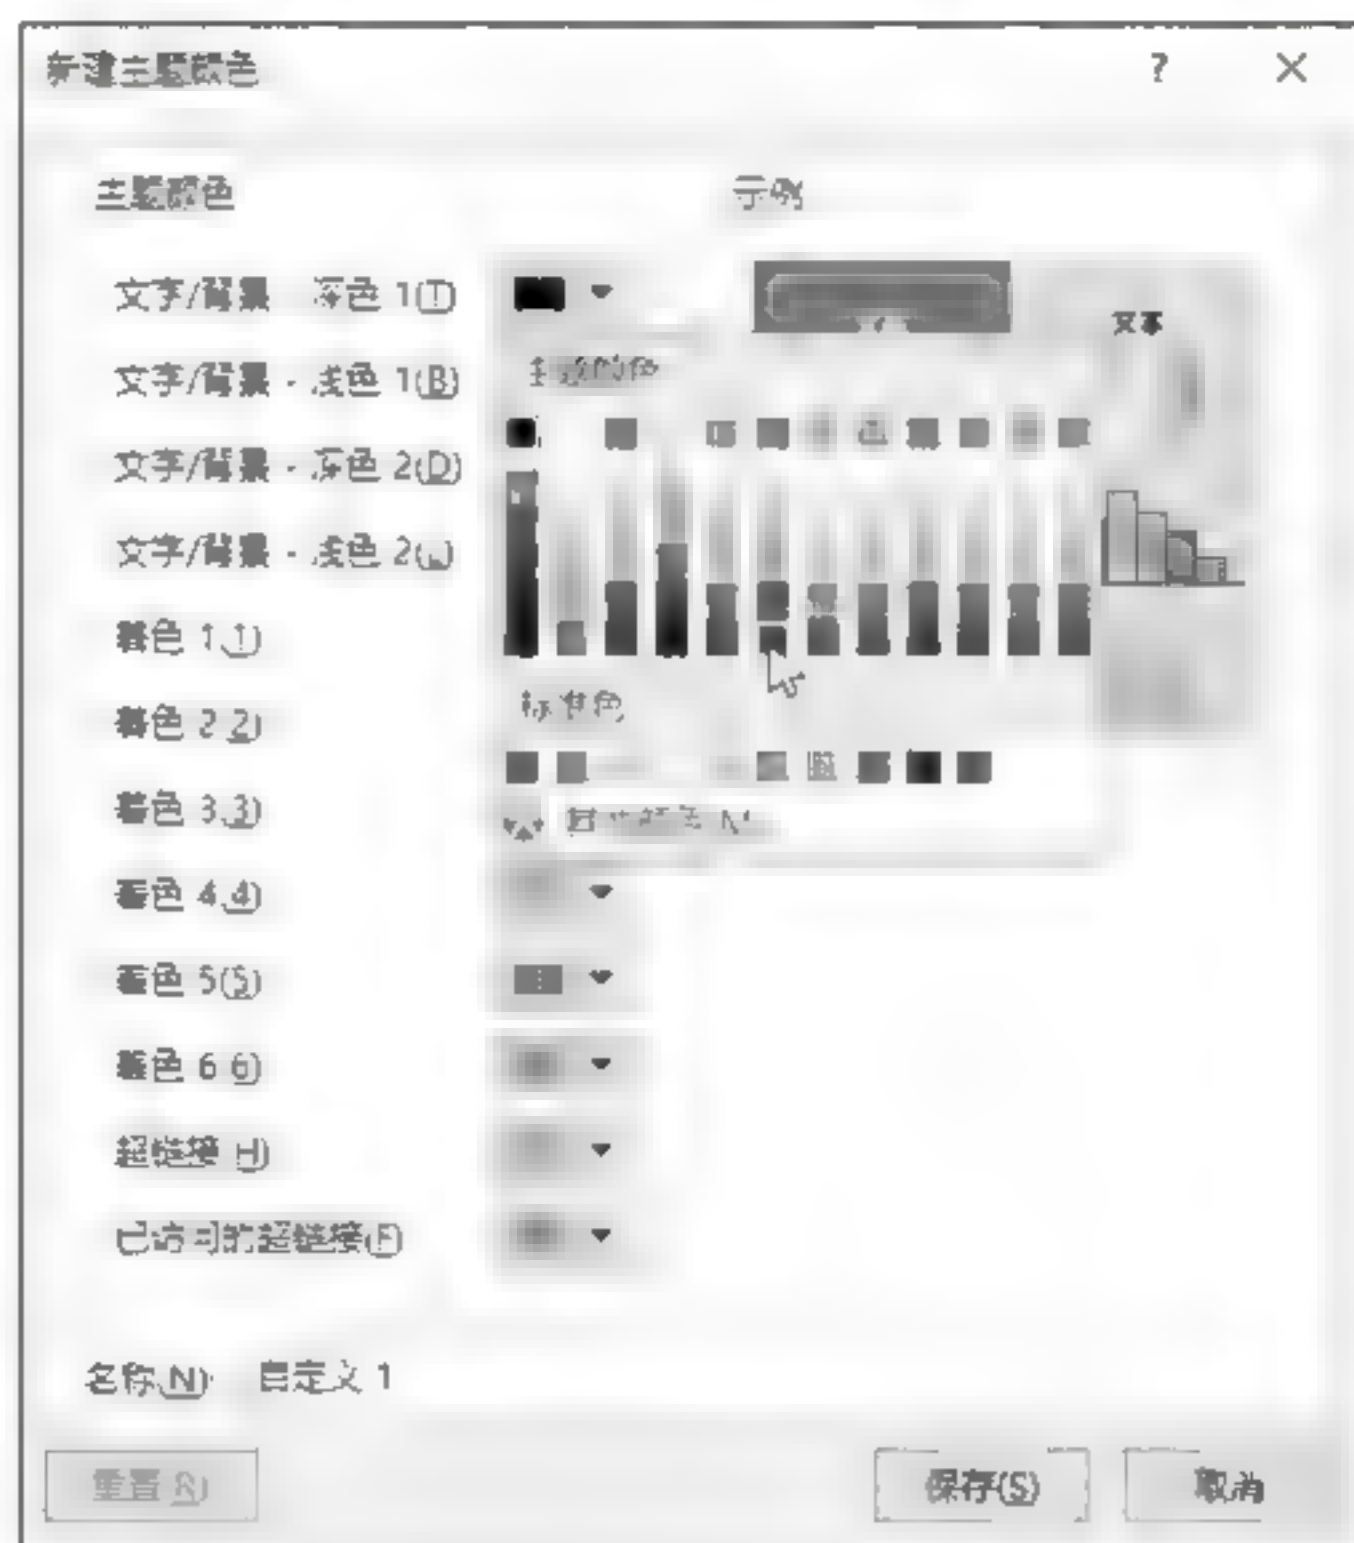 新建主题颜色
主题颜色 示例
文字/背景 - 深色 1(T)
文本
主题颜色
文字/背景 - 浅色 1(B)
文字/背景 - 深色 2(D)
文字/背景 - 浅色 2(L)
着色 1(1)
标准色
着色 2(2)
着色 3(3)
其他颜色(M)
着色 4(4)
着色 5(5)
着色 6(6)
超链接(H)
已访问的超链接(F)
名称(N) 自定义 1
重置(R) 保存(S) 取消